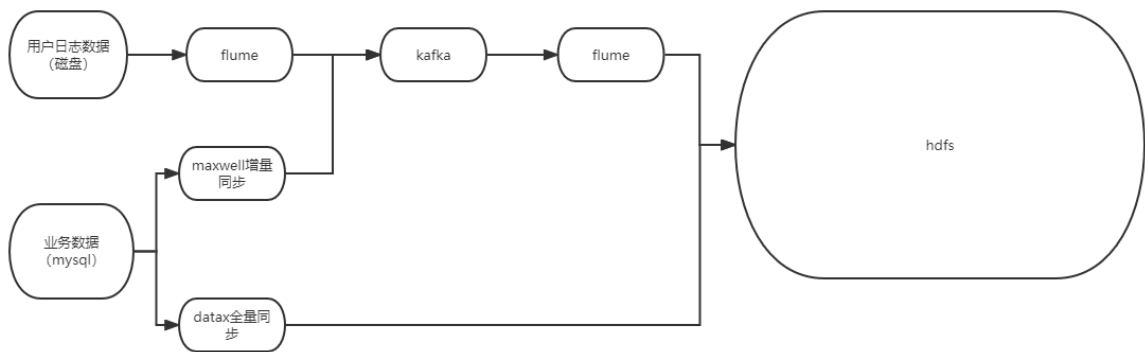 用户日志数据
（磁盘）
flume
kafka
flume
maxwell增量
同步
hdfs
业务数据
（mysql）
datax全量同
步